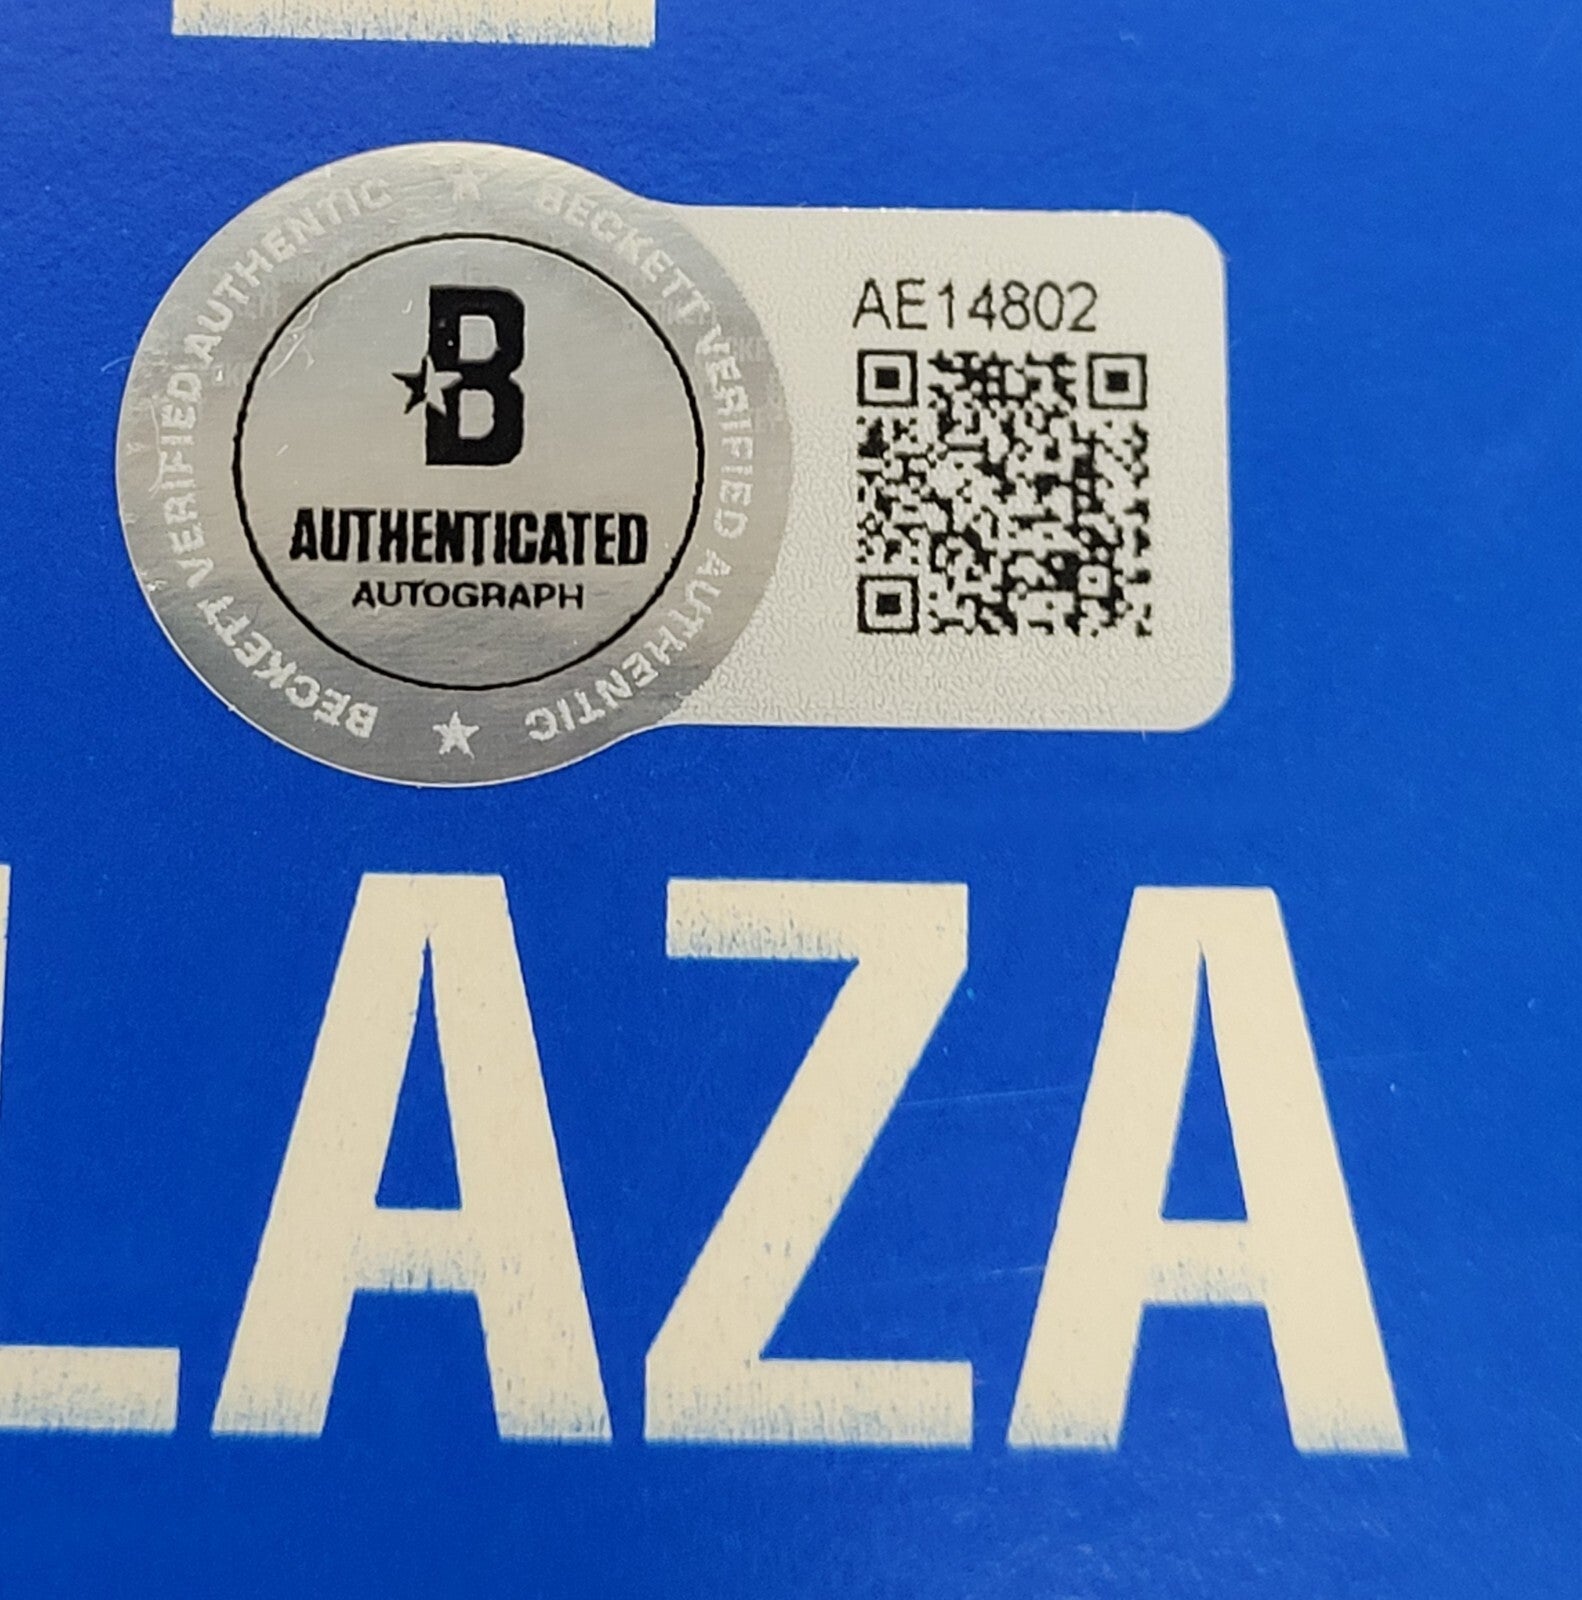 BECKETT VERIFIED AUTHENTIC ★ BECKETT VERIFIED AUTHENTIC ★
B
AUTHENTICATED
AUTOGRAPH
AE14802
LAZA